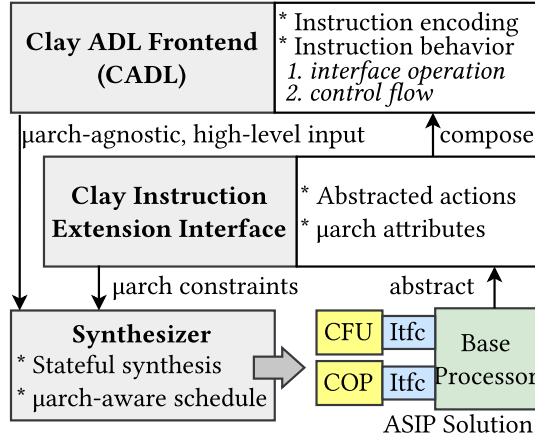 Clay ADL Frontend
(CADL)
* Instruction encoding
* Instruction behavior
1. interface operation
2. control flow
μarch-agnostic, high-level input
compose
Clay Instruction
Extension Interface
* Abstracted actions
* μarch attributes
μarch constraints
abstract
Synthesizer
* Stateful synthesis
* μarch-aware schedule
CFU
Itfc
COP
Itfc
Base
Processor
ASIP Solution